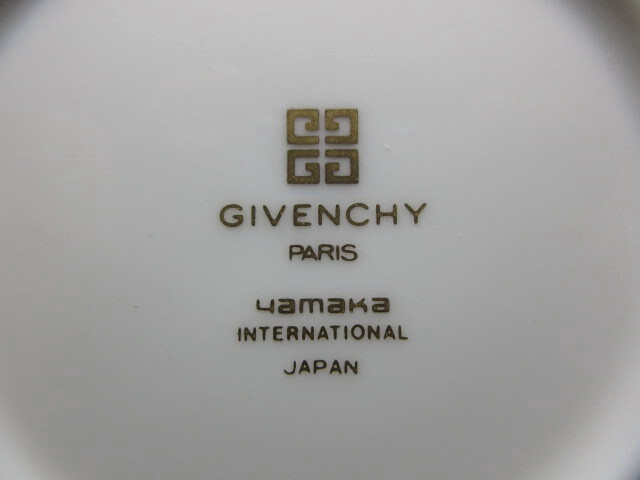 GIVENCHY
PARIS
yamaka
INTERNATIONAL
JAPAN